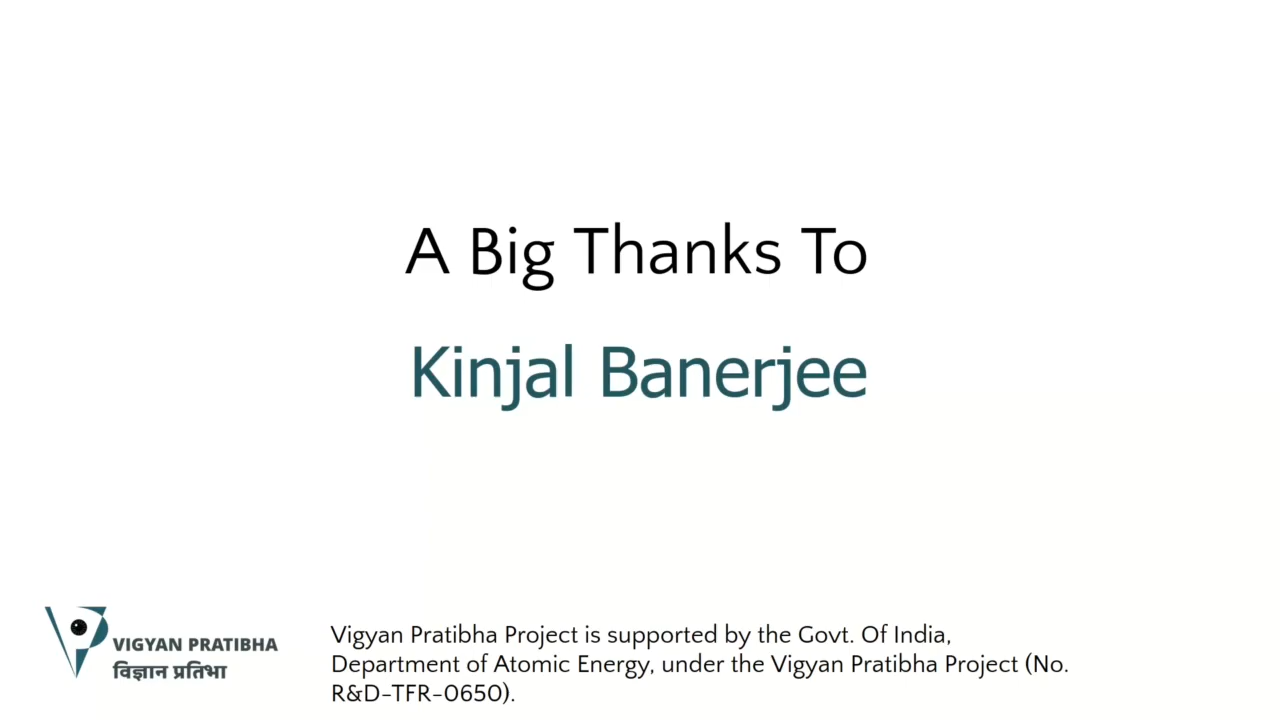 A Big Thanks To
Kinjal Banerjee
VIGYAN PRATIBHA
विज्ञान प्रतिभा
Vigyan Pratibha Project is supported by the Govt. Of India,
Department of Atomic Energy, under the Vigyan Pratibha Project (No.
R&D-TFR-0650).